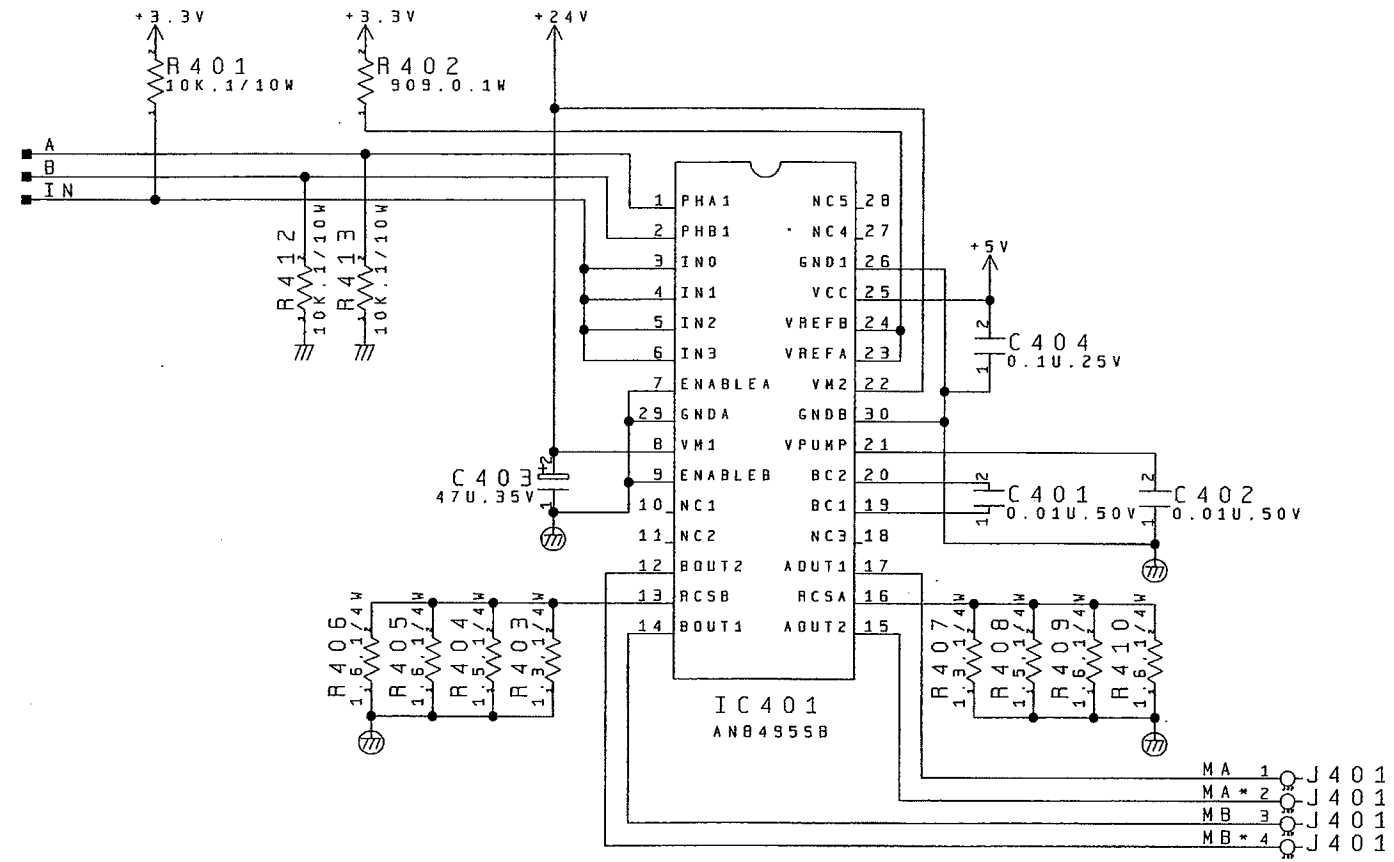 +3.3V
+3.3V
+24V
R401
10K.1/10W
R402
909.0.1W
A
B
IN
R412
10K.1/10W
R413
10K.1/10W
1 PHA1
2 PHB1
3 IN0
4 IN1
5 IN2
6 IN3
7 ENABLEA
29 GNDA
8 VM1
9 ENABLEB
10 NC1
11 NC2
12 BOUT2
13 RCSB
14 BOUT1
NC5 28
NC4 27
GND1 26
VCC 25
VREFB 24
VREFA 23
VM2 22
GNDB 30
VPUMP 21
BC2 20
BC1 19
NC3 18
AOUT1 17
RCSA 16
AOUT2 15
+5V
C404
0.1U.25V
C403
47U.35V
C401
0.01U.50V
C402
0.01U.50V
R406
1.6.1/4W
R405
1.6.1/4W
R404
1.5.1/4W
R403
1.3.1/4W
R407
1.3.1/4W
R408
1.5.1/4W
R409
1.6.1/4W
R410
1.6.1/4W
IC401
AN8495SB
MA 1 J401
MA* 2 J401
MB 3 J401
MB* 4 J401